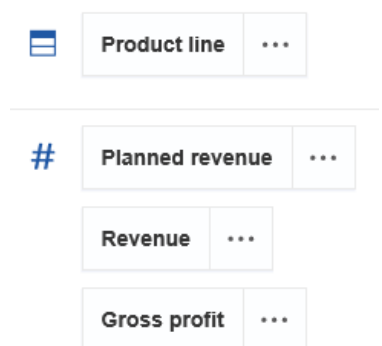 Product line ...
# Planned revenue ...
Revenue ...
Gross profit ...